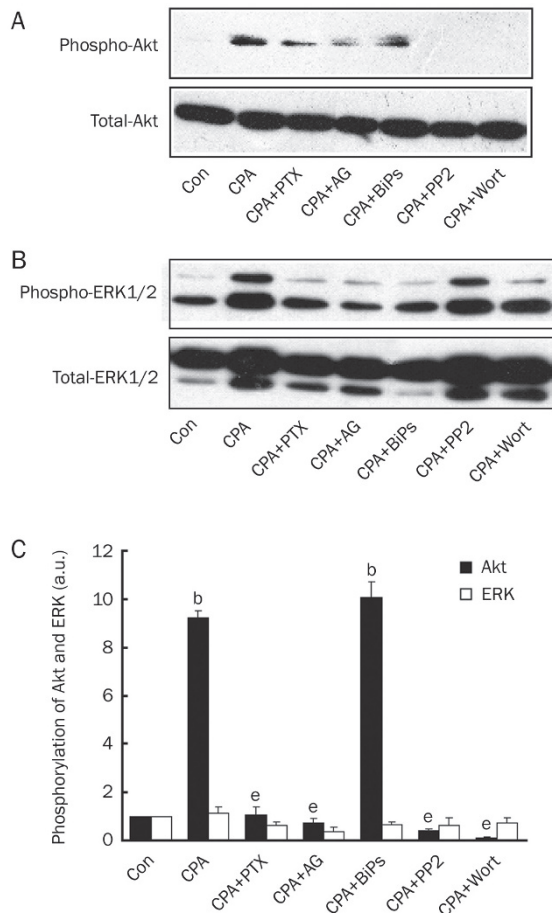 A
Phospho-Akt
Total-Akt
Con
CPA
CPA+PTX
CPA+AG
CPA+BiPs
CPA+PP2
CPA+Wort
B
Phospho-ERK1/2
Total-ERK1/2
Con
CPA
CPA+PTX
CPA+AG
CPA+BiPs
CPA+PP2
CPA+Wort
C
Phosphorylation of Akt and ERK (a.u.)
12
10
8
6
4
2
0
b
e
e
b
e
e
Akt
ERK
Con
CPA
CPA+PTX
CPA+AG
CPA+BiPs
CPA+PP2
CPA+Wort